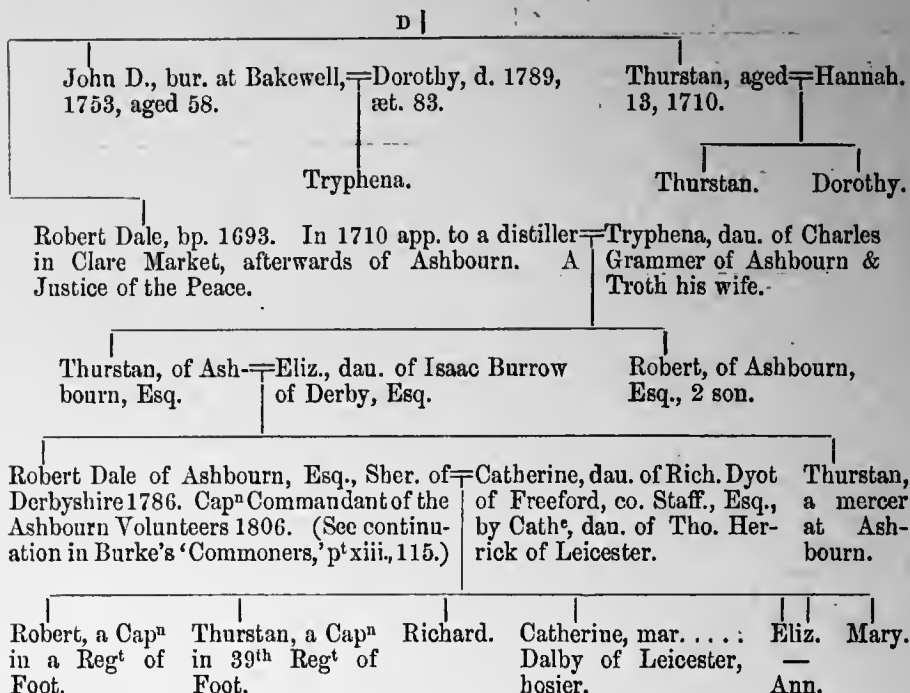 D
John D., bur. at Bakewell,
1753, aged 58.
Dorothy, d. 1789,
æt. 83.
Thurstan, aged
13, 1710.
Hannah.
Tryphena.
Thurstan.
Dorothy.
Robert Dale, bp. 1693. In 1710 app. to a distiller
in Clare Market, afterwards of Ashbourn. A
Justice of the Peace.
Tryphena, dau. of Charles
Grammer of Ashbourn &
Troth his wife.
Thurstan, of Ash-
bourn, Esq.
Eliz., dau. of Isaac Burrow
of Derby, Esq.
Robert, of Ashbourn,
Esq., 2 son.
Robert Dale of Ashbourn, Esq., Sher. of
Derbyshire 1786. Capⁿ Commandant of the
Ashbourn Volunteers 1806. (See continu-
ation in Burke's ‘Commoners,’ pᵗ xiii., 115.)
Catherine, dau. of Rich. Dyot
of Freeford, co. Staff., Esq.,
by Cathᵉ, dau. of Tho. Her-
rick of Leicester.
Thurstan,
a mercer
at Ash-
bourn.
Robert, a Capⁿ
in a Regᵗ of
Foot.
Thurstan, a Capⁿ
in 39ᵗʰ Regᵗ of
Foot.
Richard.
Catherine, mar. . . . :
Dalby of Leicester,
hosier.
Eliz.
—
Ann.
Mary.